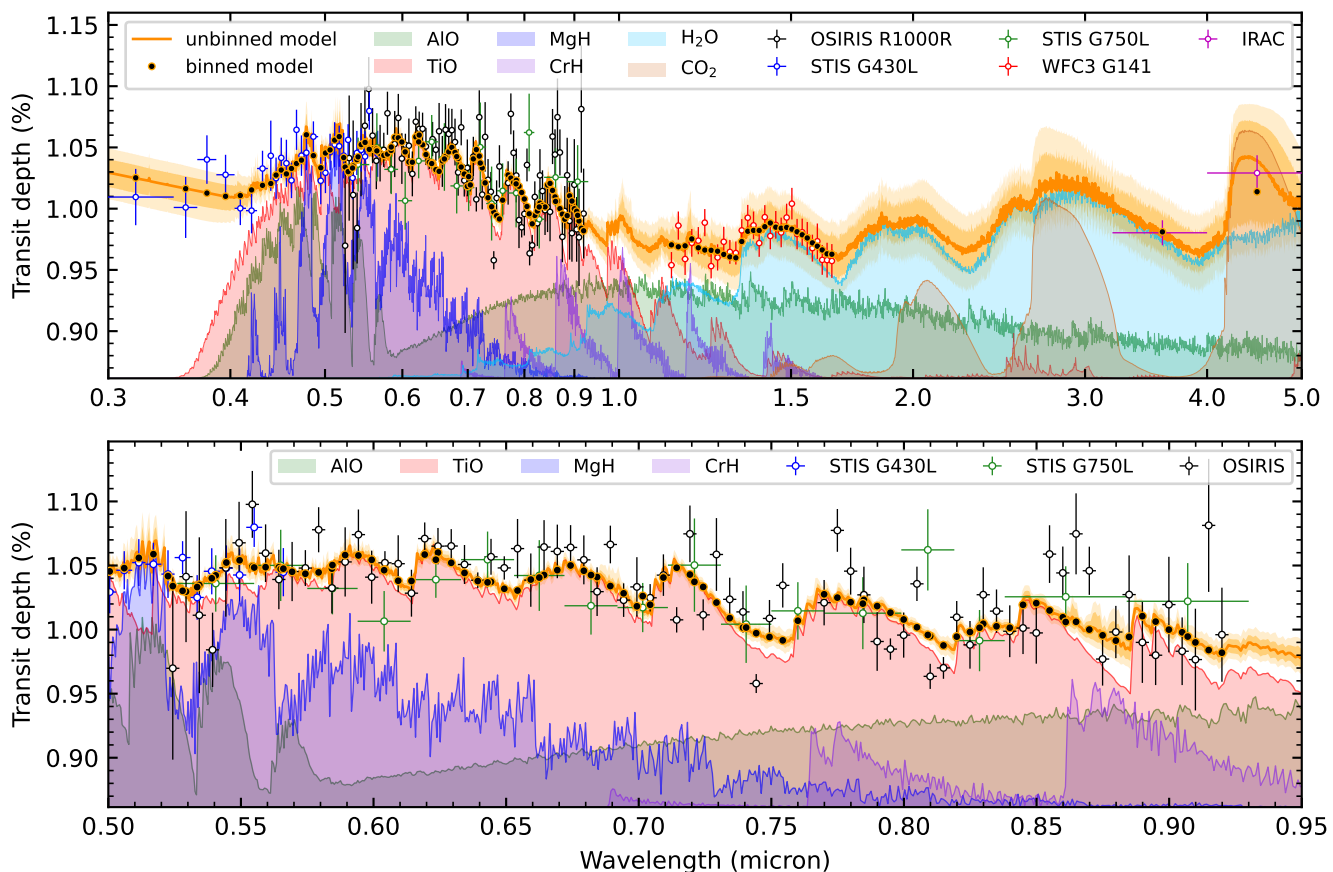 1.15
1.10
1.05
1.00
0.95
0.90
Transit depth (%)
unbinned model
binned model
AlO
TiO
MgH
CrH
H₂O
CO₂
OSIRIS R1000R
STIS G430L
STIS G750L
WFC3 G141
IRAC
0.3 0.4 0.5 0.6 0.7 0.8 0.9 1.0 1.5 2.0 3.0 4.0 5.0
1.10
1.05
1.00
0.95
0.90
Transit depth (%)
AlO TiO MgH CrH STIS G430L STIS G750L OSIRIS
0.50 0.55 0.60 0.65 0.70 0.75 0.80 0.85 0.90 0.95
Wavelength (micron)